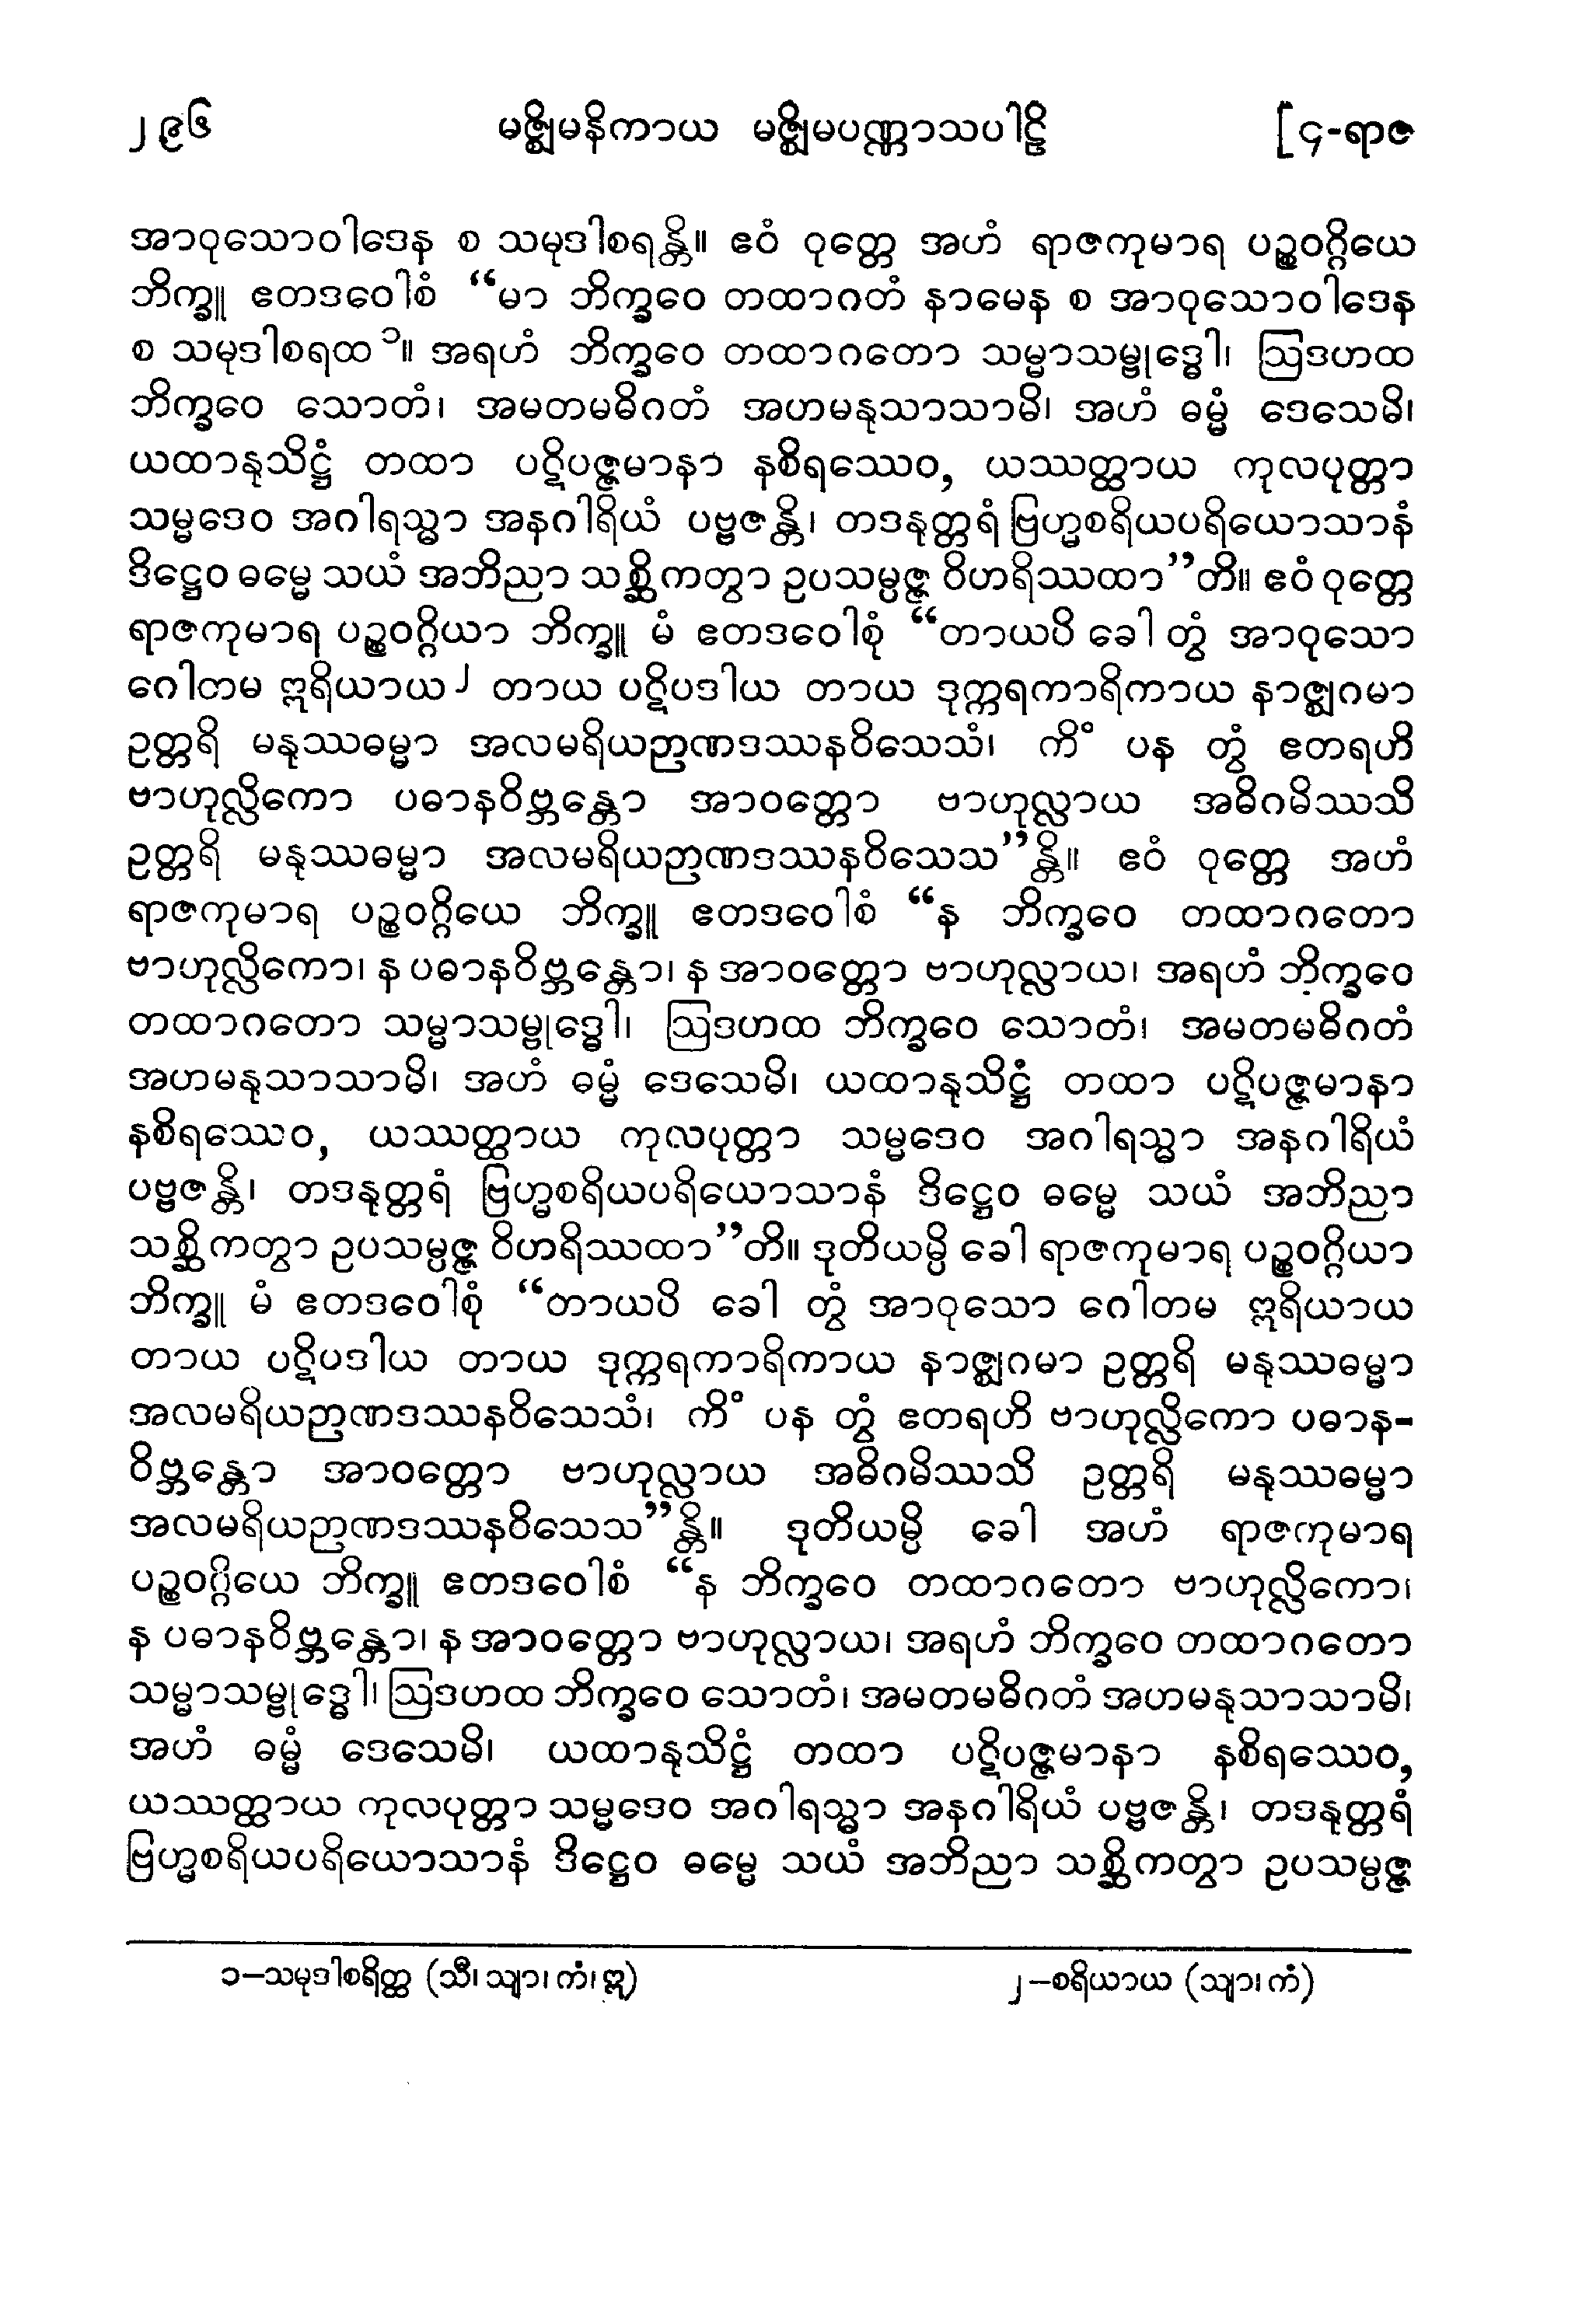 ၂၉၆ မဇ္ဈိမနိကာယ မဇ္ဈိမပဏ္ဏာသပါဠိ [၄-ရာဇ
အာဝုသောဝါဒေန စ သမုဒါစရန္တိ။ ဧဝံ ဝုတ္တေ အဟံ ရာဇကုမာရ ပဉ္စဝဂ္ဂိယေ
ဘိက္ခူ ဧတဒဝေါစံ “မာ ဘိက္ခဝေ တထာဂတံ နာမေန စ အာဝုသောဝါဒေန
စ သမုဒါစရထ ၁။ အရဟံ ဘိက္ခဝေ တထာဂတော သမ္မာသမ္ဗုဒ္ဓေါ၊ ဩဒဟထ
ဘိက္ခဝေ သောတံ၊ အမတမဓိဂတံ အဟမနုသာသာမိ၊ အဟံ ဓမ္မံ ဒေသေမိ၊
ယထာနုသိဋ္ဌံ တထာ ပဋိပဇ္ဇမာနာ နစိရဿေဝ, ယဿတ္ထာယ ကုလပုတ္တာ
သမ္မဒေဝ အဂါရသ္မာ အနဂါရိယံ ပဗ္ဗဇန္တိ၊ တဒနုတ္တရံ ဗြဟ္မစရိယပရိယောသာနံ
ဒိဋ္ဌေဝ ဓမ္မေ သယံ အဘိညာ သစ္ဆိကတွာ ဥပသမ္ပဇ္ဇ ဝိဟရိဿထာ”တိ။ ဧဝံ ဝုတ္တေ
ရာဇကုမာရ ပဉ္စဝဂ္ဂိယာ ဘိက္ခူ မံ ဧတဒဝေါစုံ “တာယပိ ခေါ တွံ အာဝုသော
ဂေါတမ ဣရိယာယ ၂ တာယ ပဋိပဒါယ တာယ ဒုက္ကရကာရိကာယ နာဇ္ဈဂမာ
ဥတ္တရိ မနုဿဓမ္မာ အလမရိယဉာဏဒဿနဝိသေသံ၊ ကိံ ပန တွံ ဧတရဟိ
ဗာဟုလ္လိကော ပဓာနဝိဗ္ဘန္တော အာဝတ္တော ဗာဟုလ္လာယ အဓိဂမိဿသိ
ဥတ္တရိ မနုဿဓမ္မာ အလမရိယဉာဏဒဿနဝိသေသ”န္တိ။ ဧဝံ ဝုတ္တေ အဟံ
ရာဇကုမာရ ပဉ္စဝဂ္ဂိယေ ဘိက္ခူ ဧတဒဝေါစံ “န ဘိက္ခဝေ တထာဂတော
ဗာဟုလ္လိကော၊ န ပဓာနဝိဗ္ဘန္တော၊ န အာဝတ္တော ဗာဟုလ္လာယ၊ အရဟံ ဘိက္ခဝေ
တထာဂတော သမ္မာသမ္ဗုဒ္ဓေါ၊ ဩဒဟထ ဘိက္ခဝေ သောတံ၊ အမတမဓိဂတံ
အဟမနုသာသာမိ၊ အဟံ ဓမ္မံ ဒေသေမိ၊ ယထာနုသိဋ္ဌံ တထာ ပဋိပဇ္ဇမာနာ
နစိရဿေဝ, ယဿတ္ထာယ ကုလပုတ္တာ သမ္မဒေဝ အဂါရသ္မာ အနဂါရိယံ
ပဗ္ဗဇန္တိ၊ တဒနုတ္တရံ ဗြဟ္မစရိယပရိယောသာနံ ဒိဋ္ဌေဝ ဓမ္မေ သယံ အဘိညာ
သစ္ဆိကတွာ ဥပသမ္ပဇ္ဇ ဝိဟရိဿထာ”တိ။ ဒုတိယမ္ပိ ခေါ ရာဇကုမာရ ပဉ္စဝဂ္ဂိယာ
ဘိက္ခူ မံ ဧတဒဝေါစုံ “တာယပိ ခေါ တွံ အာဝုသော ဂေါတမ ဣရိယာယ
တာယ ပဋိပဒါယ တာယ ဒုက္ကရကာရိကာယ နာဇ္ဈဂမာ ဥတ္တရိ မနုဿဓမ္မာ
အလမရိယဉာဏဒဿနဝိသေသံ၊ ကိံ ပန တွံ ဧတရဟိ ဗာဟုလ္လိကော ပဓာန-
ဝိဗ္ဘန္တော အာဝတ္တော ဗာဟုလ္လာယ အဓိဂမိဿသိ ဥတ္တရိ မနုဿဓမ္မာ
အလမရိယဉာဏဒဿနဝိသေသ”န္တိ။ ဒုတိယမ္ပိ ခေါ အဟံ ရာဇကုမာရ
ပဉ္စဝဂ္ဂိယေ ဘိက္ခူ ဧတဒဝေါစံ “န ဘိက္ခဝေ တထာဂတော ဗာဟုလ္လိကော၊
န ပဓာနဝိဗ္ဘန္တော၊ န အာဝတ္တော ဗာဟုလ္လာယ၊ အရဟံ ဘိက္ခဝေ တထာဂတော
သမ္မာသမ္ဗုဒ္ဓေါ၊ ဩဒဟထ ဘိက္ခဝေ သောတံ၊ အမတမဓိဂတံ အဟမနုသာသာမိ၊
အဟံ ဓမ္မံ ဒေသေမိ၊ ယထာနုသိဋ္ဌံ တထာ ပဋိပဇ္ဇမာနာ နစိရဿေဝ,
ယဿတ္ထာယ ကုလပုတ္တာ သမ္မဒေဝ အဂါရသ္မာ အနဂါရိယံ ပဗ္ဗဇန္တိ၊ တဒနုတ္တရံ
ဗြဟ္မစရိယပရိယောသာနံ ဒိဋ္ဌေဝ ဓမ္မေ သယံ အဘိညာ သစ္ဆိကတွာ ဥပသမ္ပဇ္ဇ
၁–သမုဒါစရိတ္ထ (သီ၊ သျာ၊ ကံ၊ ဣ) ၂–စရိယာယ (သျာ၊ ကံ)